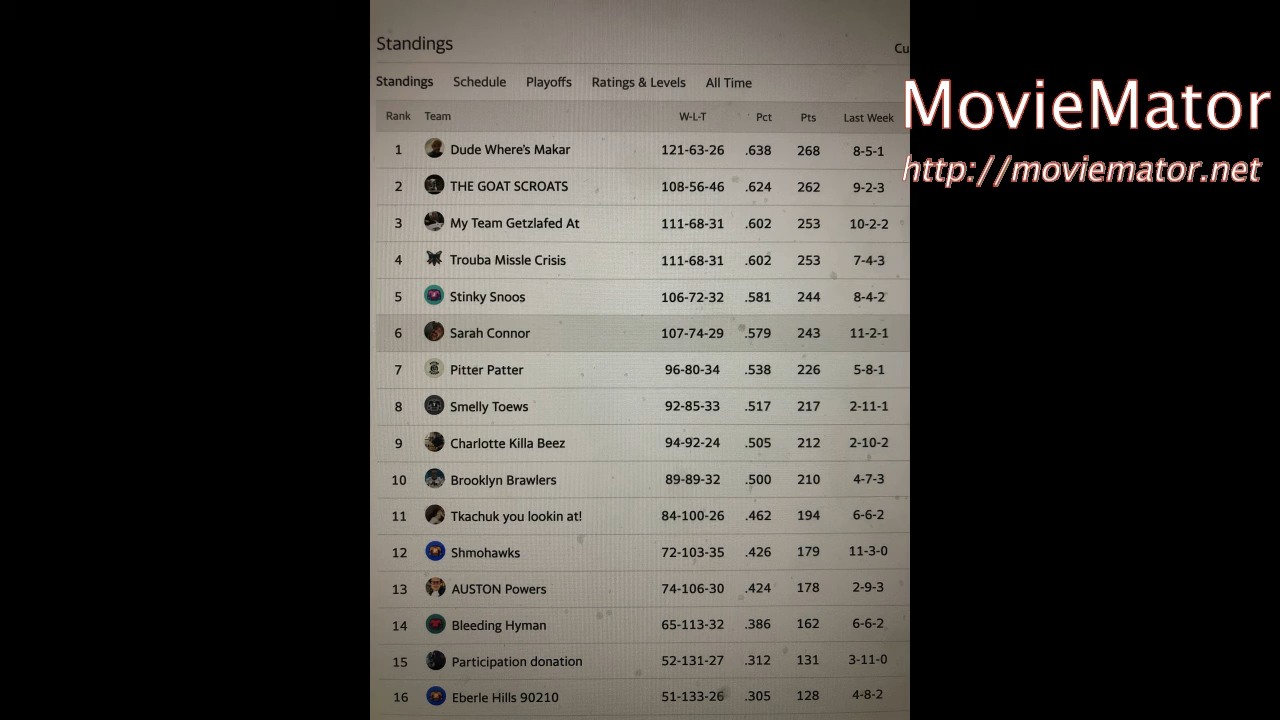 Standings
Cu
Standings Schedule Playoffs Ratings & Levels All Time
Rank Team W-L-T Pct Pts Last Week
1 Dude Where's Makar 121-63-26 .638 268 8-5-1
2 THE GOAT SCROATS 108-56-46 .624 262 9-2-3
3 My Team Getzlafed At 111-68-31 .602 253 10-2-2
4 Trouba Missle Crisis 111-68-31 .602 253 7-4-3
5 Stinky Snoos 106-72-32 .581 244 8-4-2
6 Sarah Connor 107-74-29 .579 243 11-2-1
7 Pitter Patter 96-80-34 .538 226 5-8-1
8 Smelly Toews 92-85-33 .517 217 2-11-1
9 Charlotte Killa Beez 94-92-24 .505 212 2-10-2
10 Brooklyn Brawlers 89-89-32 .500 210 4-7-3
11 Tkachuk you lookin at! 84-100-26 .462 194 6-6-2
12 Shmohawks 72-103-35 .426 179 11-3-0
13 AUSTON Powers 74-106-30 .424 178 2-9-3
14 Bleeding Hyman 65-113-32 .386 162 6-6-2
15 Participation donation 52-131-27 .312 131 3-11-0
16 Eberle Hills 90210 51-133-26 .305 128 4-8-2
MovieMator
http://moviemator.net